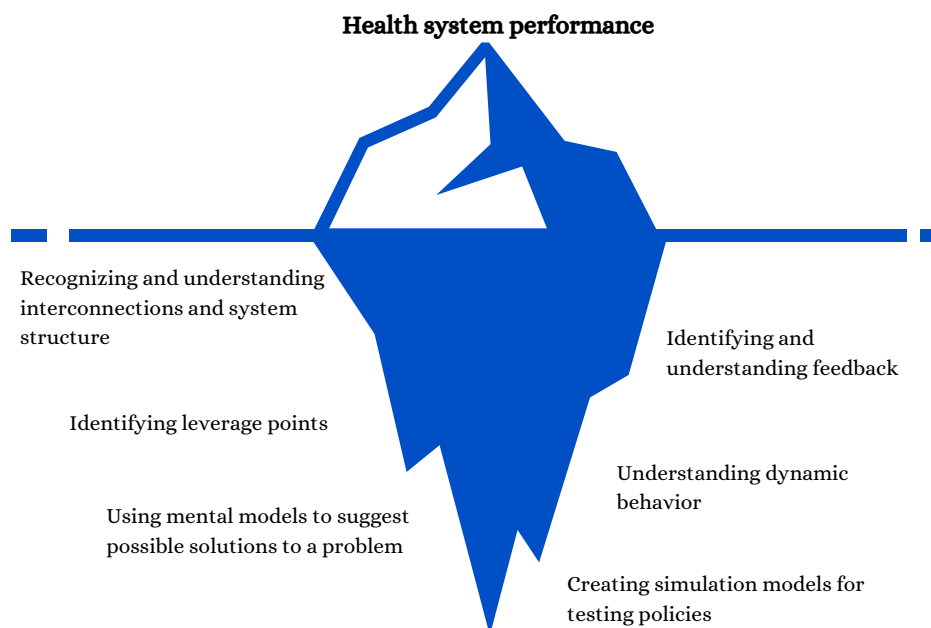 Health system performance
Recognizing and understanding
interconnections and system
structure
Identifying and
understanding feedback
Identifying leverage points
Understanding dynamic
behavior
Using mental models to suggest
possible solutions to a problem
Creating simulation models for
testing policies